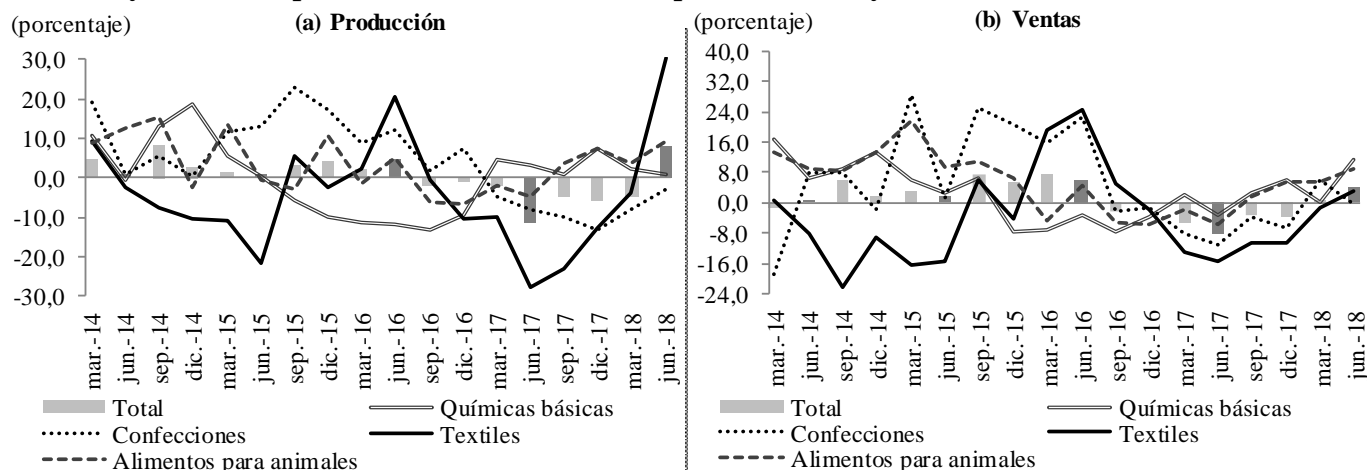 (porcentaje)
(a) Producción
30,0
20,0
10,0
0,0
-10,0
-20,0
-30,0
mar.-14
jun.-14
sep.-14
dic.-14
mar.-15
jun.-15
sep.-15
dic.-15
mar.-16
jun.-16
sep.-16
dic.-16
mar.-17
jun.-17
sep.-17
dic.-17
mar.-18
jun.-18
Total
Químicas básicas
Confecciones
Textiles
Alimentos para animales
(porcentaje)
(b) Ventas
40,0
32,0
24,0
16,0
8,0
0,0
-8,0
-16,0
-24,0
mar.-14
jun.-14
sep.-14
dic.-14
mar.-15
jun.-15
sep.-15
dic.-15
mar.-16
jun.-16
sep.-16
dic.-16
mar.-17
jun.-17
sep.-17
dic.-17
mar.-18
jun.-18
Total
Químicas básicas
Confecciones
Textiles
Alimentos para animales